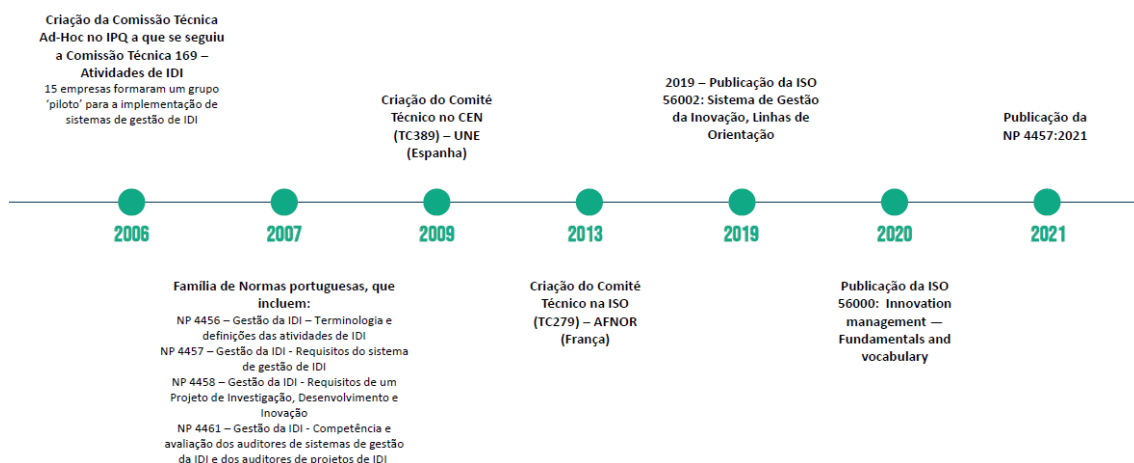 Criação da Comissão Técnica
Ad-Hoc no IPQ a que se seguiu
a Comissão Técnica 169 –
Atividades de IDI
15 empresas formaram um grupo
‘piloto’ para a implementação de
sistemas de gestão de IDI
Criação do Comité
Técnico no CEN
(TC389) – UNE
(Espanha)
2019 – Publicação da ISO
56002: Sistema de Gestão
da Inovação, Linhas de
Orientação
Publicação da
NP 4457:2021
2006
2007
2009
2013
2019
2020
2021
Família de Normas portuguesas, que
incluem:
NP 4456 – Gestão da IDI – Terminologia e
definições das atividades de IDI
NP 4457 – Gestão da IDI - Requisitos do sistema
de gestão de IDI
NP 4458 – Gestão da IDI - Requisitos de um
Projeto de Investigação, Desenvolvimento e
Inovação
NP 4461 – Gestão da IDI - Competência e
avaliação dos auditores de sistemas de gestão
da IDI e dos auditores de projetos de IDI
Criação do Comité
Técnico na ISO
(TC279) – AFNOR
(França)
Publicação da ISO
56000: Innovation
management —
Fundamentals and
vocabulary